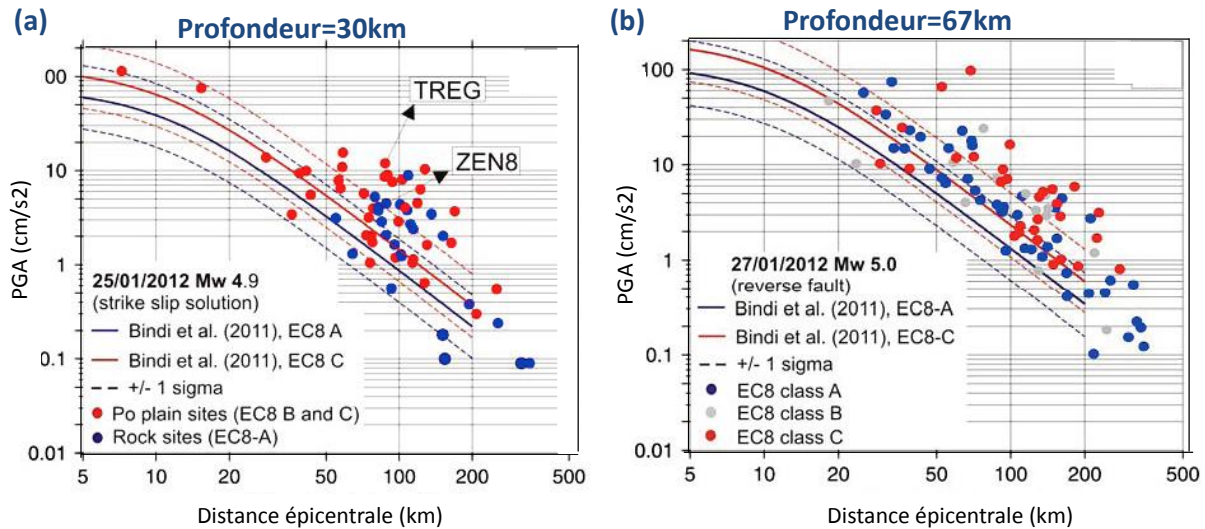 (a)
Profondeur=30km
PGA (cm/s2)
00
10
1
0.1
0.01
TREG
ZEN8
25/01/2012 Mw 4.9
(strike slip solution)
Bindi et al. (2011), EC8 A
Bindi et al. (2011), EC8 C
+/- 1 sigma
Po plain sites (EC8 B and C)
Rock sites (EC8-A)
5 10 20 50 100 200 500
Distance épicentrale (km)
(b)
Profondeur=67km
PGA (cm/s2)
100
10
1
0.1
0.01
27/01/2012 Mw 5.0
(reverse fault)
Bindi et al. (2011), EC8-A
Bindi et al. (2011), EC8-C
+/- 1 sigma
EC8 class A
EC8 class B
EC8 class C
5 10 20 50 100 200 500
Distance épicentrale (km)